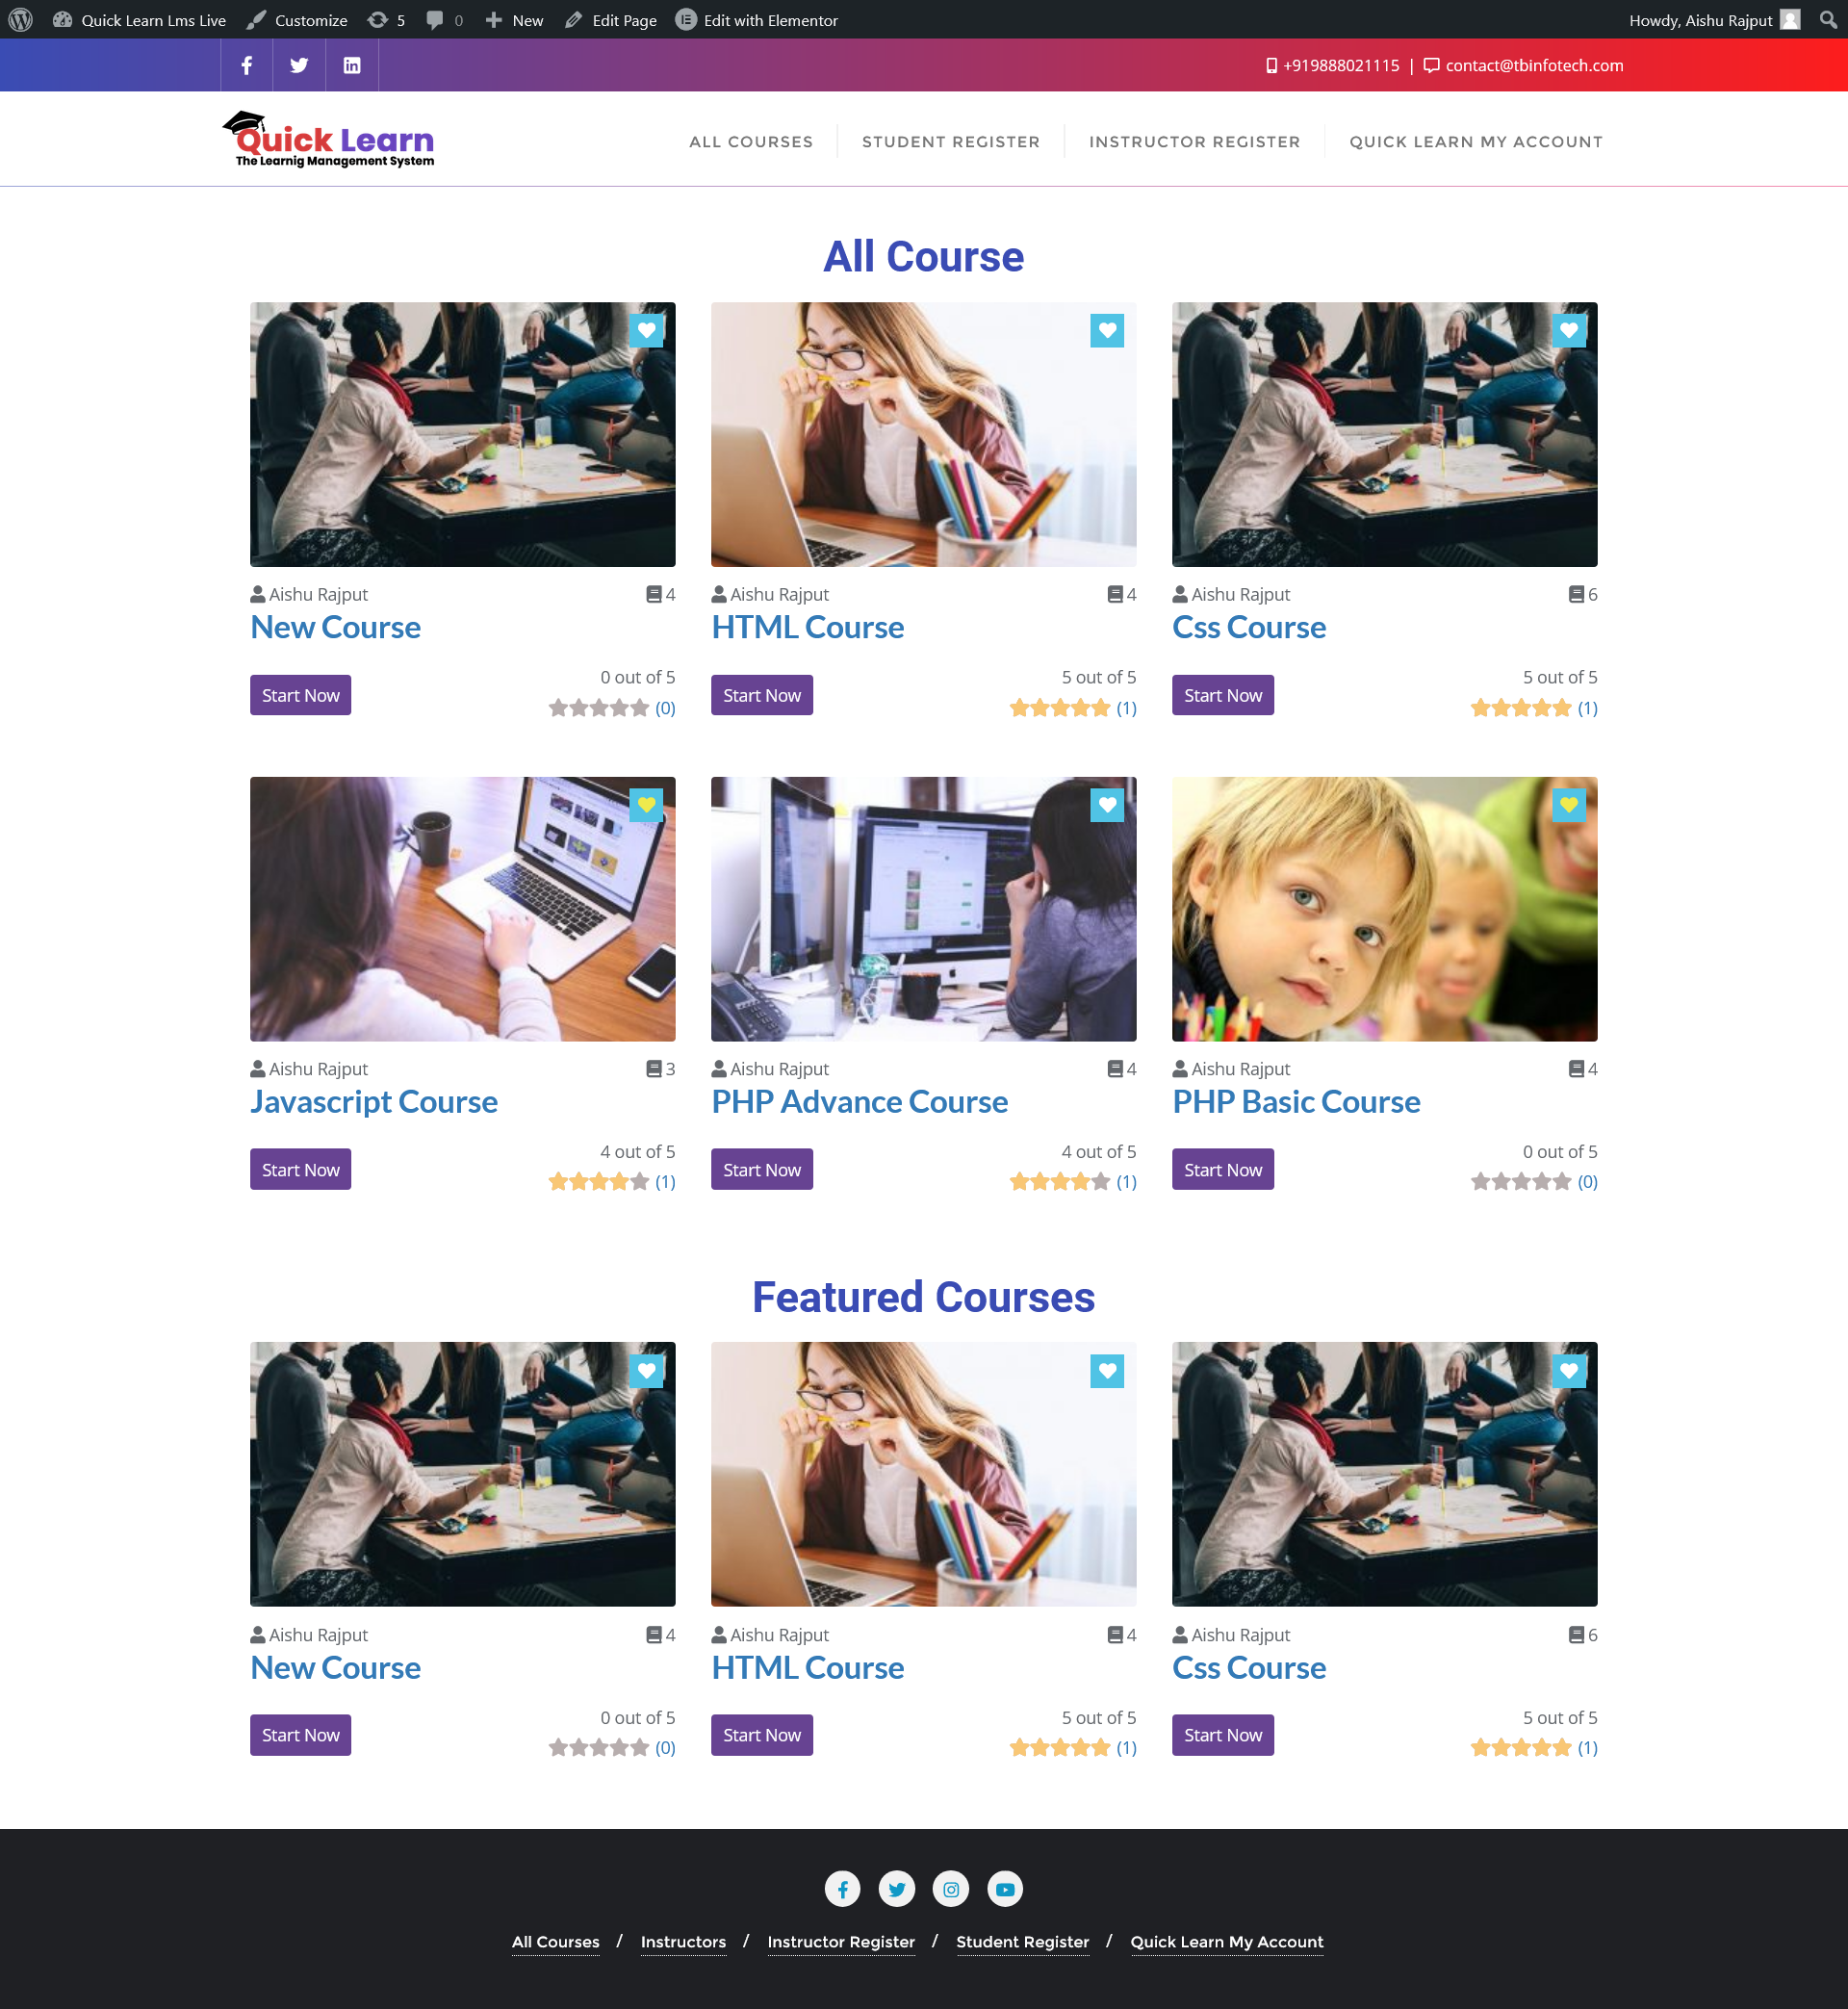 Quick Learn Lms Live Customize 5 0 New Edit Page Edit with Elementor Howdy, Aishu Rajput
+919888021115 | contact@tbinfotech.com
Quick Learn
The Learnig Management System
ALL COURSES STUDENT REGISTER INSTRUCTOR REGISTER QUICK LEARN MY ACCOUNT
All Course
Aishu Rajput 4
New Course
0 out of 5
Start Now
(0)
Aishu Rajput 4
HTML Course
5 out of 5
Start Now
(1)
Aishu Rajput 6
Css Course
5 out of 5
Start Now
(1)
Aishu Rajput 3
Javascript Course
4 out of 5
Start Now
(1)
Aishu Rajput 4
PHP Advance Course
4 out of 5
Start Now
(1)
Aishu Rajput 4
PHP Basic Course
0 out of 5
Start Now
(0)
Featured Courses
Aishu Rajput 4
New Course
0 out of 5
Start Now
(0)
Aishu Rajput 4
HTML Course
5 out of 5
Start Now
(1)
Aishu Rajput 6
Css Course
5 out of 5
Start Now
(1)
All Courses / Instructors / Instructor Register / Student Register / Quick Learn My Account